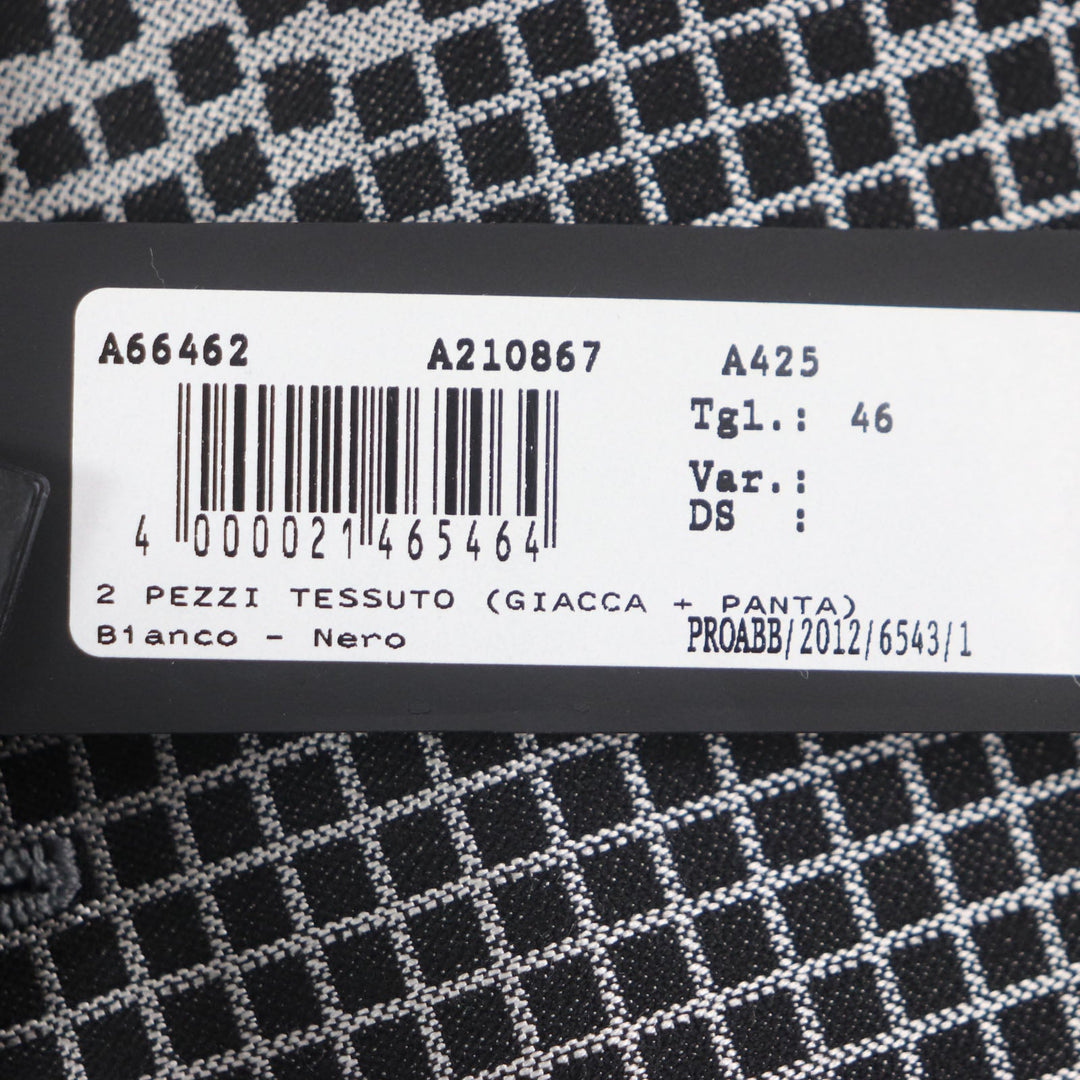 A66462 A210867 A425
Tgl.: 46
Var.:
DS :
4 000021 465464
2 PEZZI TESSUTO (GIACCA + PANTA)
Bianco - Nero
PROABB/2012/6543/1